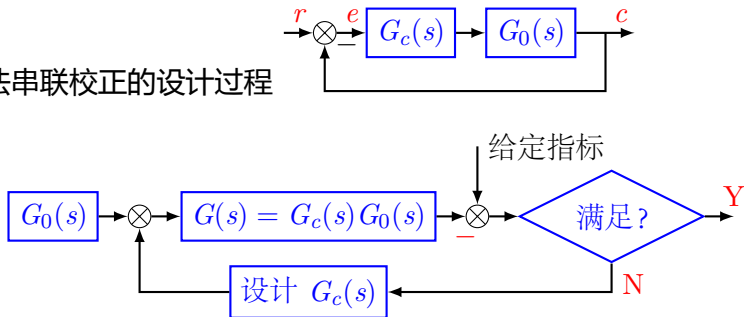 r e G_c(s) G_0(s) c
−
法串联校正的设计过程
给定指标
G_0(s) G(s) = G_c(s)G_0(s) − 满足? Y
N
设计 G_c(s)